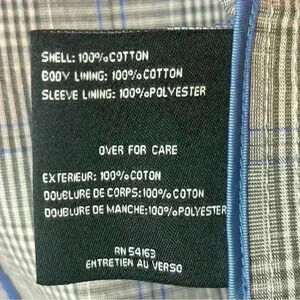 SHELL: 100%COTTON
BODY LINING: 100%COTTON
SLEEVE LINING: 100%POLYESTER
OVER FOR CARE
EXTERIEUR: 100%COTON
DOUBLURE DE CORPS: 100%COTON
DOUBLURE DE MANCHE:100%POLYESTER
RN 54163
ENTRETIEN AU VERSO